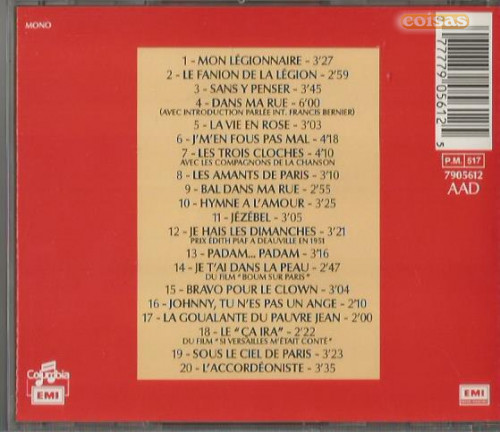 MONO
eoisas
1 - MON LÉGIONNAIRE - 3'27
2 - LE FANION DE LA LÉGION - 2'59
3 - SANS Y PENSER - 3'45
4 - DANS MA RUE - 6'00
(AVEC INTRODUCTION PARLÉE INT. FRANCIS BERNIER)
5 - LA VIE EN ROSE - 3'03
6 - J'M'EN FOUS PAS MAL - 4'18
7 - LES TROIS CLOCHES - 4'10
AVEC LES COMPAGNONS DE LA CHANSON
8 - LES AMANTS DE PARIS - 3'10
9 - BAL DANS MA RUE - 2'55
10 - HYMNE A L'AMOUR - 3'25
11 - JÉZÉBEL - 3'05
12 - JE HAIS LES DIMANCHES - 3'21
PRIX ÉDITH PIAF A DEAUVILLE EN 1951
13 - PADAM... PADAM - 3'16
14 - JE T'AI DANS LA PEAU - 2'47
DU FILM "BOUM SUR PARIS"
15 - BRAVO POUR LE CLOWN - 3'04
16 - JOHNNY, TU N'ES PAS UN ANGE - 2'10
17 - LA GOUALANTE DU PAUVRE JEAN - 2'00
18 - LE "ÇA IRA" - 2'22
DU FILM "SI VERSAILLES M'ÉTAIT CONTÉ"
19 - SOUS LE CIEL DE PARIS - 3'23
20 - L'ACCORDÉONISTE - 3'35
7777905612 5
P.M. 517
7905612
AAD
Columbia
EMI
EMI